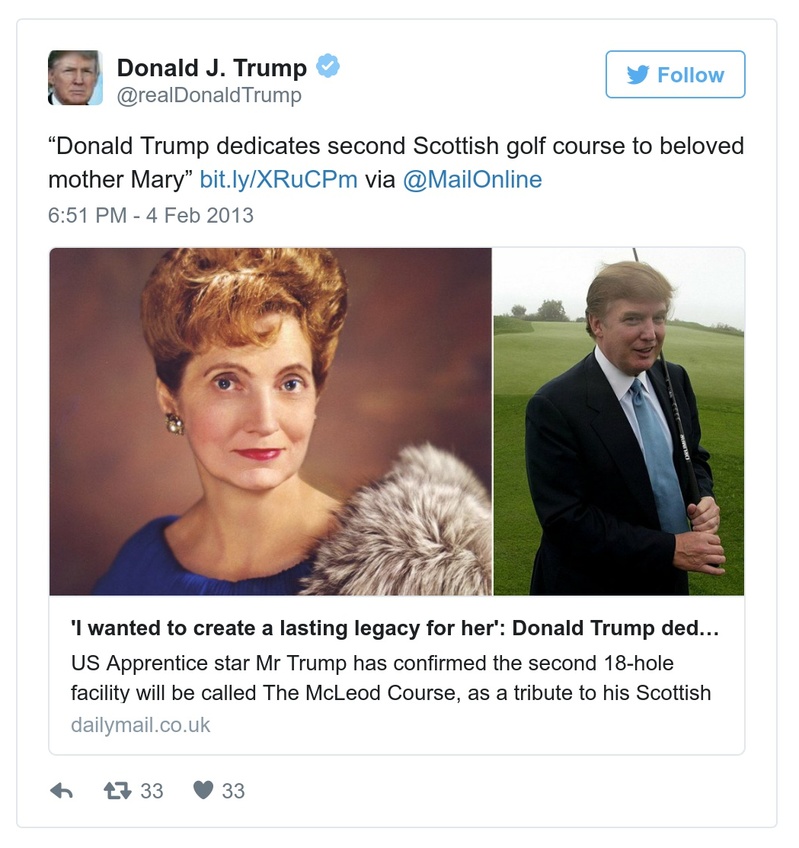 Donald J. Trump
@realDonaldTrump
Follow
“Donald Trump dedicates second Scottish golf course to beloved
mother Mary” bit.ly/XRuCPm via @MailOnline
6:51 PM - 4 Feb 2013
'I wanted to create a lasting legacy for her': Donald Trump ded…
US Apprentice star Mr Trump has confirmed the second 18-hole
facility will be called The McLeod Course, as a tribute to his Scottish
dailymail.co.uk
33 33